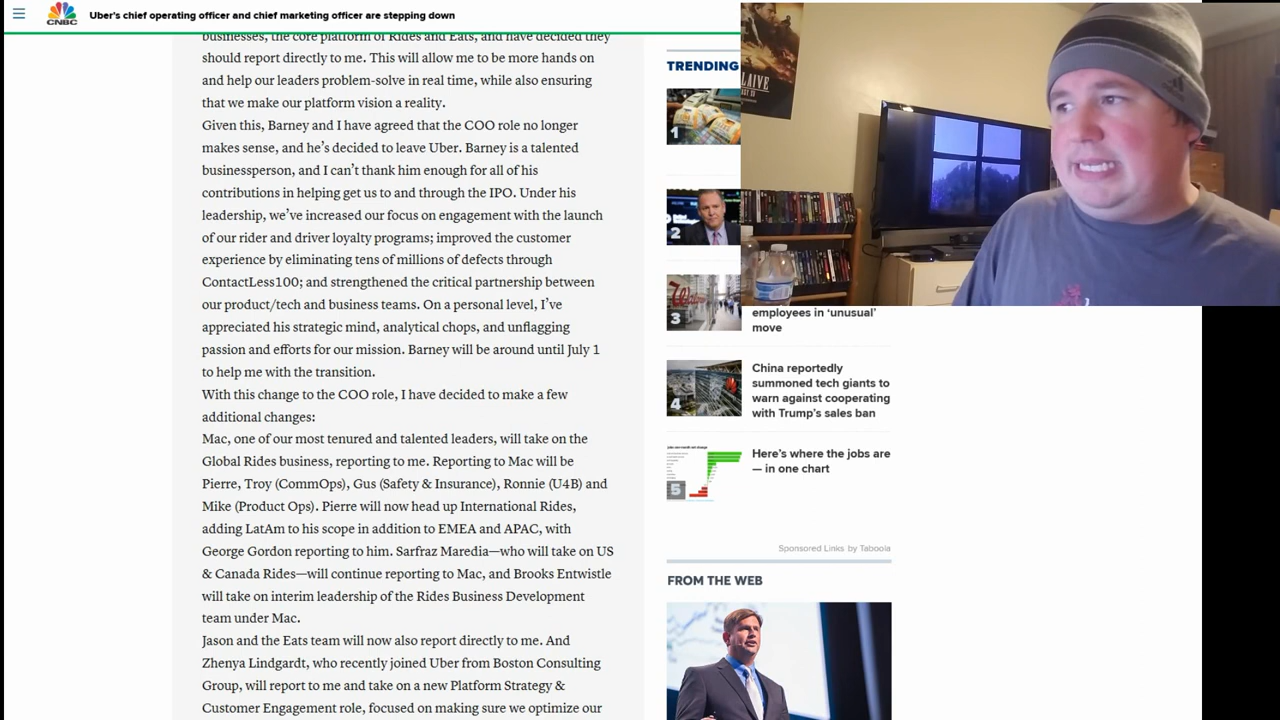 CNBC
Uber's chief operating officer and chief marketing officer are stepping down
businesses, the core platform of Rides and Eats, and have decided they
should report directly to me. This will allow me to be more hands on
and help our leaders problem-solve in real time, while also ensuring
that we make our platform vision a reality.
Given this, Barney and I have agreed that the COO role no longer
makes sense, and he’s decided to leave Uber. Barney is a talented
businessperson, and I can’t thank him enough for all of his
contributions in helping get us to and through the IPO. Under his
leadership, we’ve increased our focus on engagement with the launch
of our rider and driver loyalty programs; improved the customer
experience by eliminating tens of millions of defects through
ContactLess100; and strengthened the critical partnership between
our product/tech and business teams. On a personal level, I’ve
appreciated his strategic mind, analytical chops, and unflagging
passion and efforts for our mission. Barney will be around until July 1
to help me with the transition.
With this change to the COO role, I have decided to make a few
additional changes:
Mac, one of our most tenured and talented leaders, will take on the
Global Rides business, reporting to me. Reporting to Mac will be
Pierre, Troy (CommOps), Gus (Safety & Insurance), Ronnie (U4B) and
Mike (Product Ops). Pierre will now head up International Rides,
adding LatAm to his scope in addition to EMEA and APAC, with
George Gordon reporting to him. Sarfraz Maredia—who will take on US
& Canada Rides—will continue reporting to Mac, and Brooks Entwistle
will take on interim leadership of the Rides Business Development
team under Mac.
Jason and the Eats team will now also report directly to me. And
Zhenya Lindgardt, who recently joined Uber from Boston Consulting
Group, will report to me and take on a new Platform Strategy &
Customer Engagement role, focused on making sure we optimize our
TRENDING
1
2
3
employees in ‘unusual’
move
4
China reportedly
summoned tech giants to
warn against cooperating
with Trump’s sales ban
5
Here’s where the jobs are
— in one chart
Sponsored Links by Taboola
FROM THE WEB
LAIVE